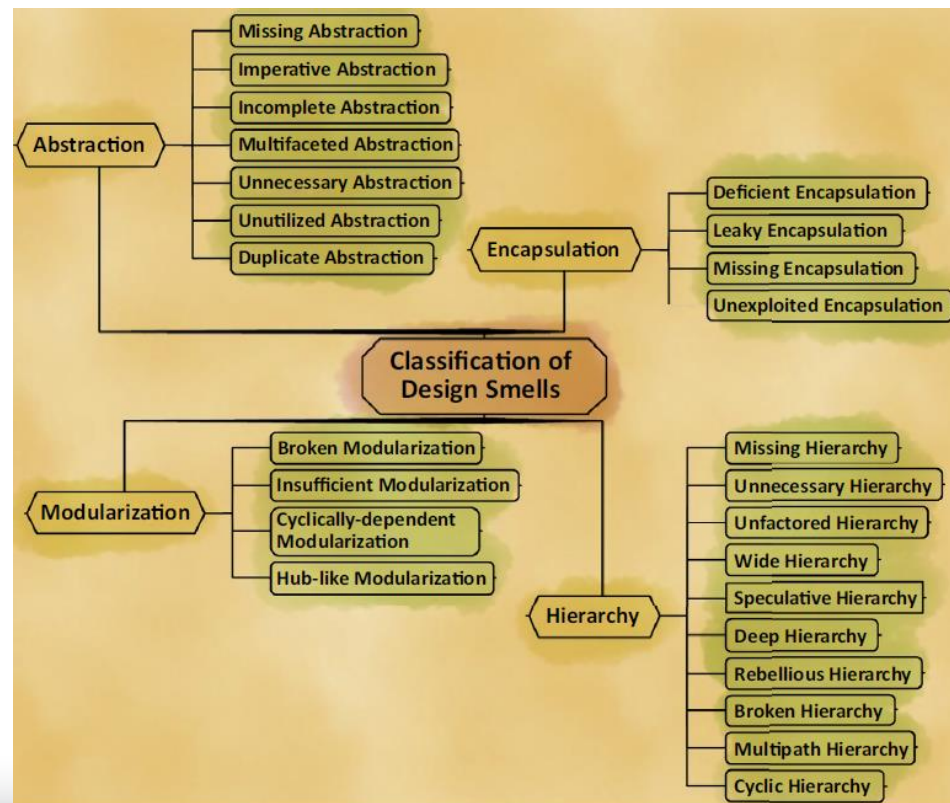 Abstraction
Missing Abstraction
Imperative Abstraction
Incomplete Abstraction
Multifaceted Abstraction
Unnecessary Abstraction
Unutilized Abstraction
Duplicate Abstraction
Encapsulation
Deficient Encapsulation
Leaky Encapsulation
Missing Encapsulation
Unexploited Encapsulation
Classification of
Design Smells
Modularization
Broken Modularization
Insufficient Modularization
Cyclically-dependent
Modularization
Hub-like Modularization
Hierarchy
Missing Hierarchy
Unnecessary Hierarchy
Unfactored Hierarchy
Wide Hierarchy
Speculative Hierarchy
Deep Hierarchy
Rebellious Hierarchy
Broken Hierarchy
Multipath Hierarchy
Cyclic Hierarchy